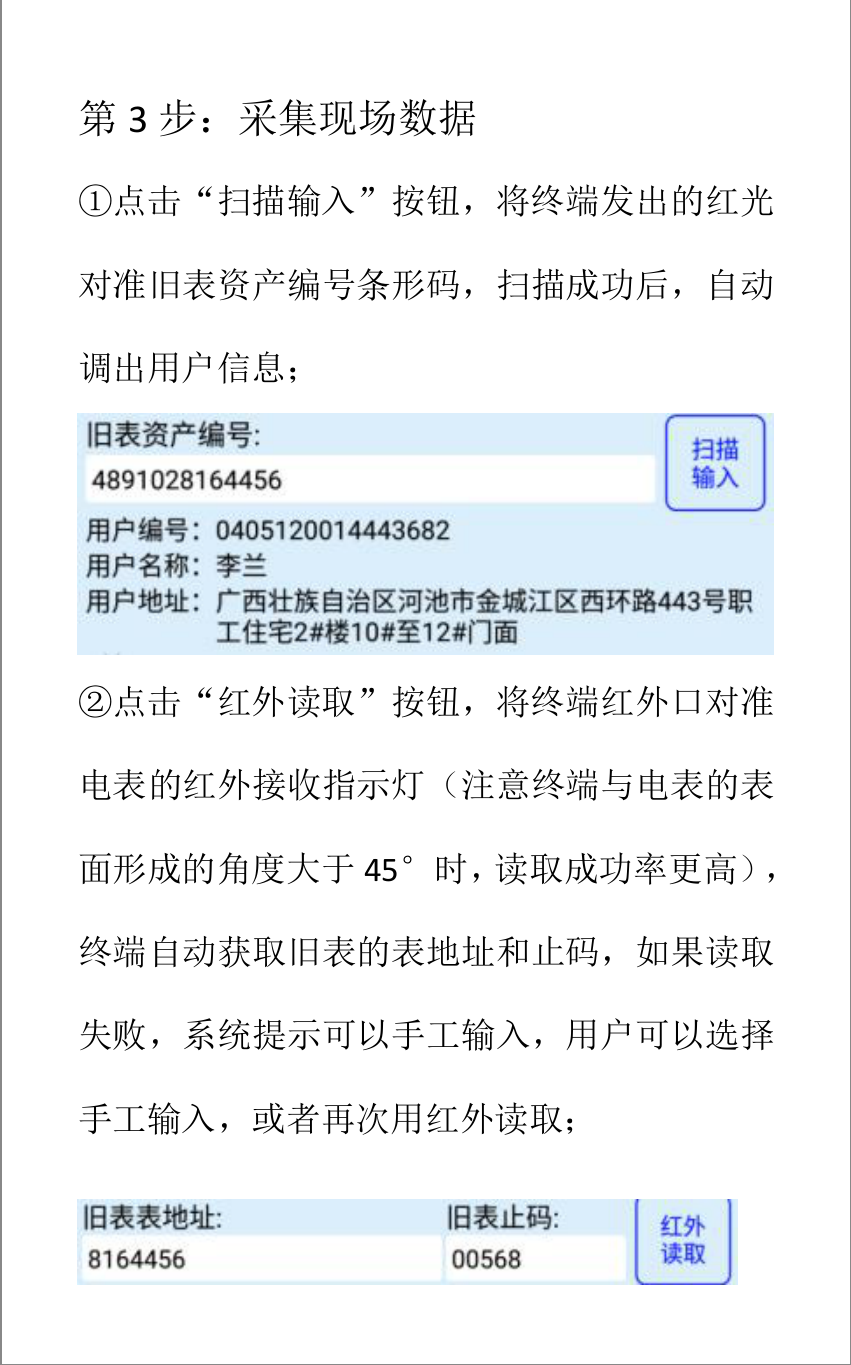 第 3 步：采集现场数据
①点击“扫描输入”按钮，将终端发出的红光
对准旧表资产编号条形码，扫描成功后，自动
调出用户信息；
旧表资产编号:
扫描
输入
4891028164456
用户编号：0405120014443682
用户名称：李兰
用户地址：广西壮族自治区河池市金城江区西环路443号职
工住宅2#楼10#至12#门面
②点击“红外读取”按钮，将终端红外口对准
电表的红外接收指示灯（注意终端与电表的表
面形成的角度大于 45°时，读取成功率更高），
终端自动获取旧表的表地址和止码，如果读取
失败，系统提示可以手工输入，用户可以选择
手工输入，或者再次用红外读取；
旧表表地址:
旧表止码:
红外
读取
8164456
00568